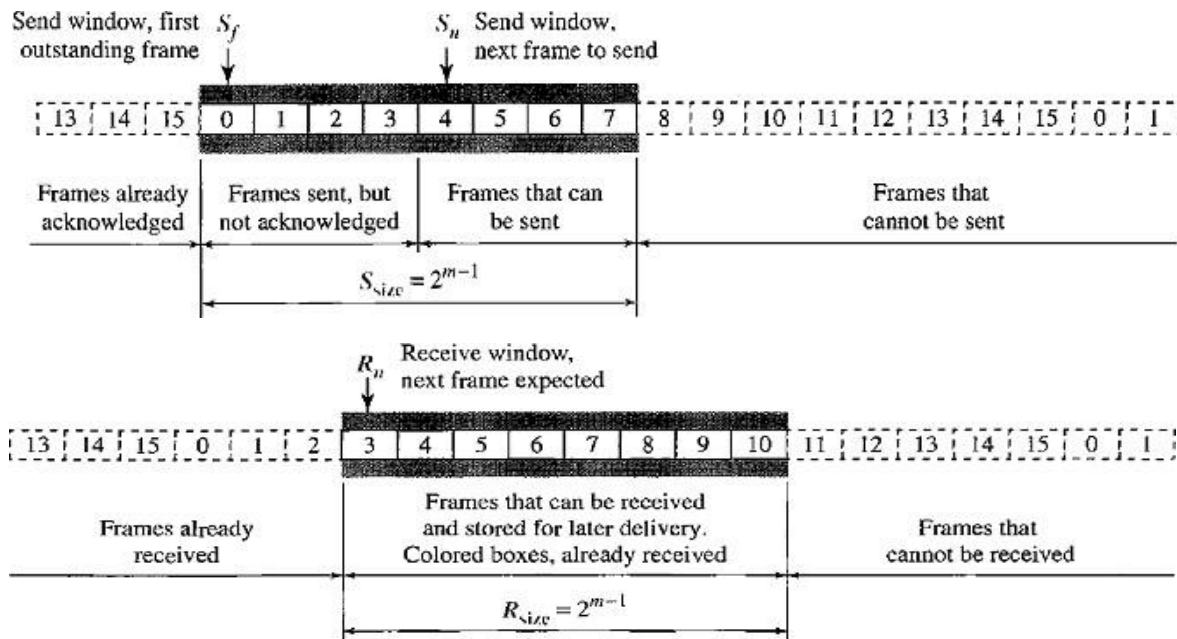 Send window, first S_f
outstanding frame
S_n Send window,
next frame to send
13 14 15 0 1 2 3 4 5 6 7 8 9 10 11 12 13 14 15 0 1
Frames already
acknowledged
Frames sent, but
not acknowledged
Frames that can
be sent
Frames that
cannot be sent
S_size = 2^{m-1}
R_n Receive window,
next frame expected
13 14 15 0 1 2 3 4 5 6 7 8 9 10 11 12 13 14 15 0 1
Frames already
received
Frames that can be received
and stored for later delivery.
Colored boxes, already received
Frames that
cannot be received
R_size = 2^{m-1}